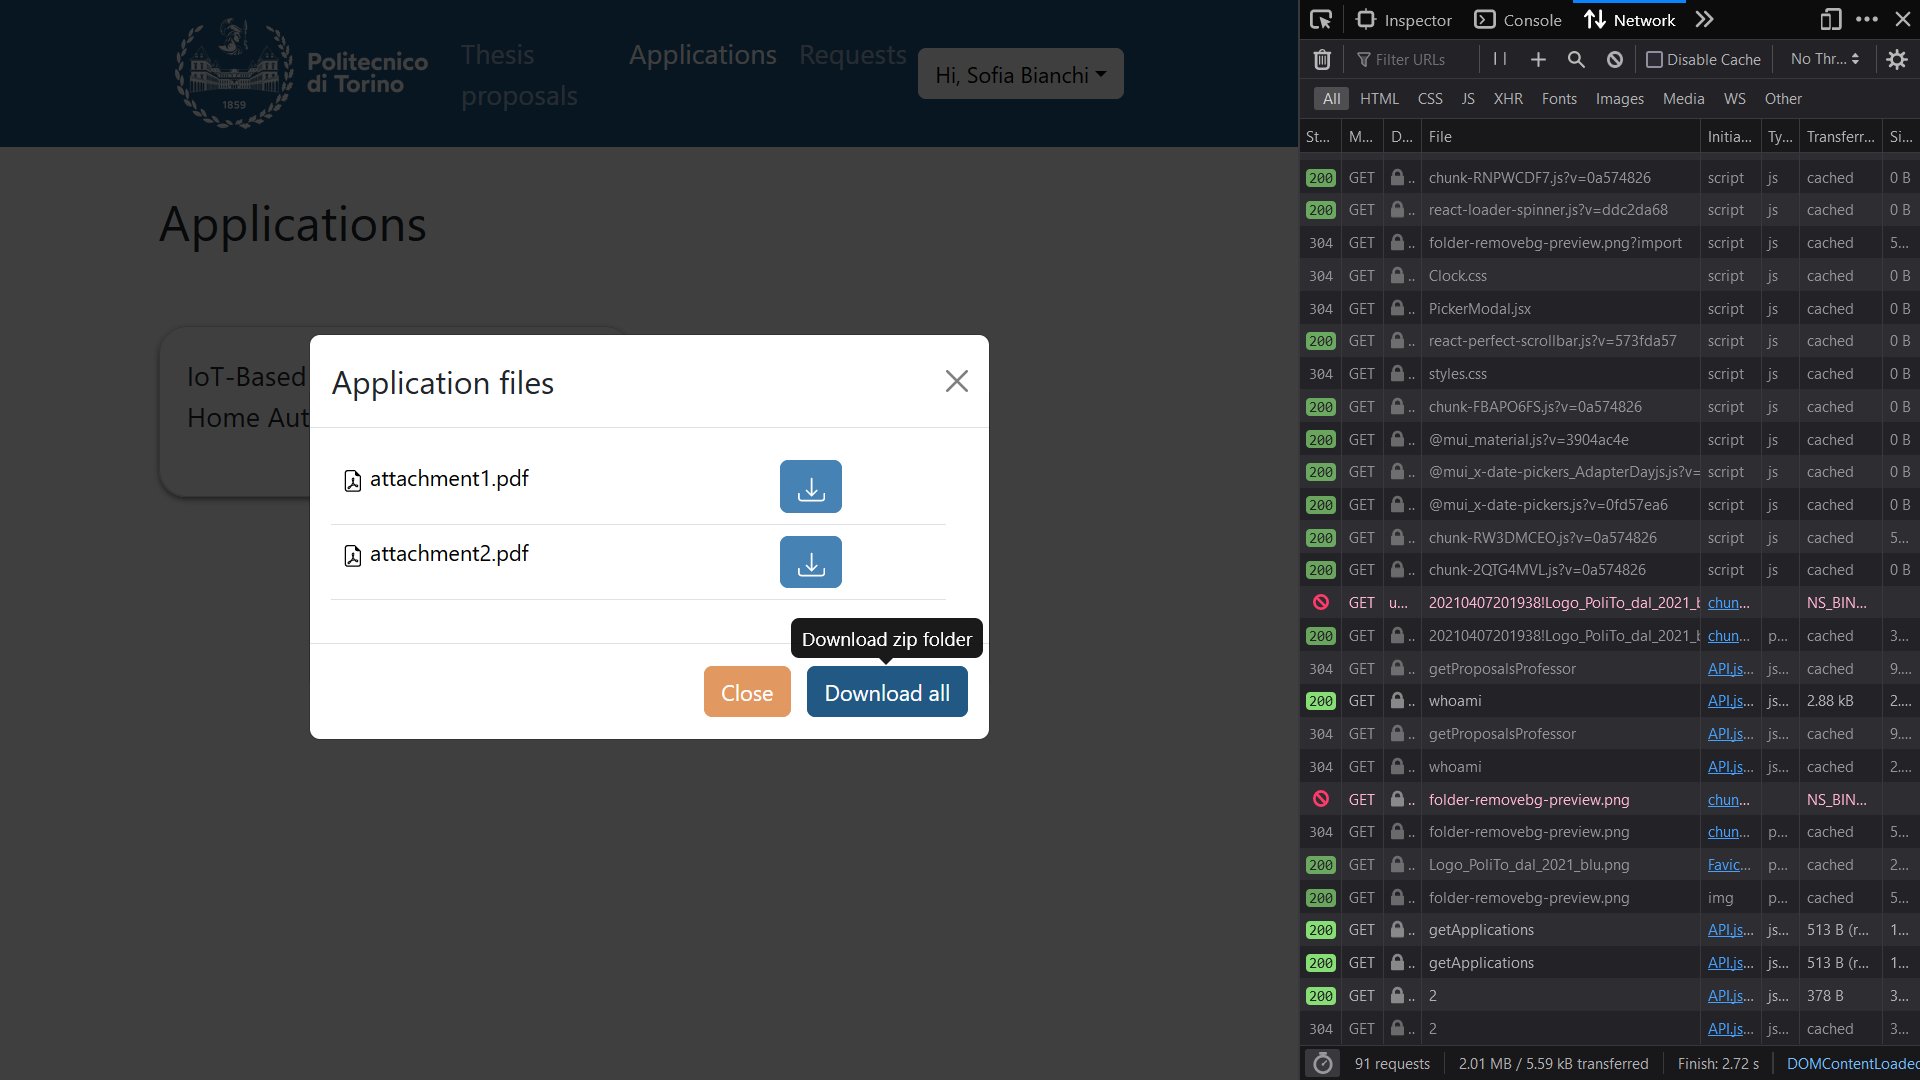 Politecnico
di Torino
1859
Thesis
proposals
Applications
Requests
Hi, Sofia Bianchi
Applications
IoT-Based
Home Aut
Application files
attachment1.pdf
attachment2.pdf
Download zip folder
Close
Download all
Inspector
Console
Network
Filter URLs
Disable Cache
No Thr...
All HTML CSS JS XHR Fonts Images Media WS Other
St... M... D... File Initia... Ty... Transferr... Si...
200 GET .. chunk-RNPWCDF7.js?v=0a574826 script js cached 0 B
200 GET .. react-loader-spinner.js?v=ddc2da68 script js cached 0 B
304 GET .. folder-removebg-preview.png?import script js cached 5...
304 GET .. Clock.css script js cached 0 B
304 GET .. PickerModal.jsx script js cached 0 B
200 GET .. react-perfect-scrollbar.js?v=573fda57 script js cached 0 B
304 GET .. styles.css script js cached 0 B
200 GET .. chunk-FBAPO6FS.js?v=0a574826 script js cached 0 B
200 GET .. @mui_material.js?v=3904ac4e script js cached 0 B
200 GET .. @mui_x-date-pickers_AdapterDayjs.js?v= script js cached 0 B
200 GET .. @mui_x-date-pickers.js?v=0fd57ea6 script js cached 0 B
200 GET .. chunk-RW3DMCEO.js?v=0a574826 script js cached 5...
200 GET .. chunk-2QTG4MVL.js?v=0a574826 script js cached 0 B
GET u... 20210407201938!Logo_PoliTo_dal_2021_b chun... NS_BIN...
200 GET .. 20210407201938!Logo_PoliTo_dal_2021_b chun... p... cached 3...
304 GET .. getProposalsProfessor API.js... js... cached 9....
200 GET .. whoami API.js... js... 2.88 kB 2....
304 GET .. getProposalsProfessor API.js... js... cached 9....
304 GET .. whoami API.js... js... cached 2....
GET .. folder-removebg-preview.png chun... NS_BIN...
304 GET .. folder-removebg-preview.png chun... p... cached 5...
200 GET .. Logo_PoliTo_dal_2021_blu.png Favic... p... cached 2...
200 GET .. folder-removebg-preview.png img p... cached 5...
200 GET .. getApplications API.js... js... 513 B (r... 1...
200 GET .. getApplications API.js... js... 513 B (r... 1...
200 GET .. 2 API.js... js... 378 B 3...
304 GET .. 2 API.js... js... cached 3...
91 requests 2.01 MB / 5.59 kB transferred Finish: 2.72 s DOMContentLoaded